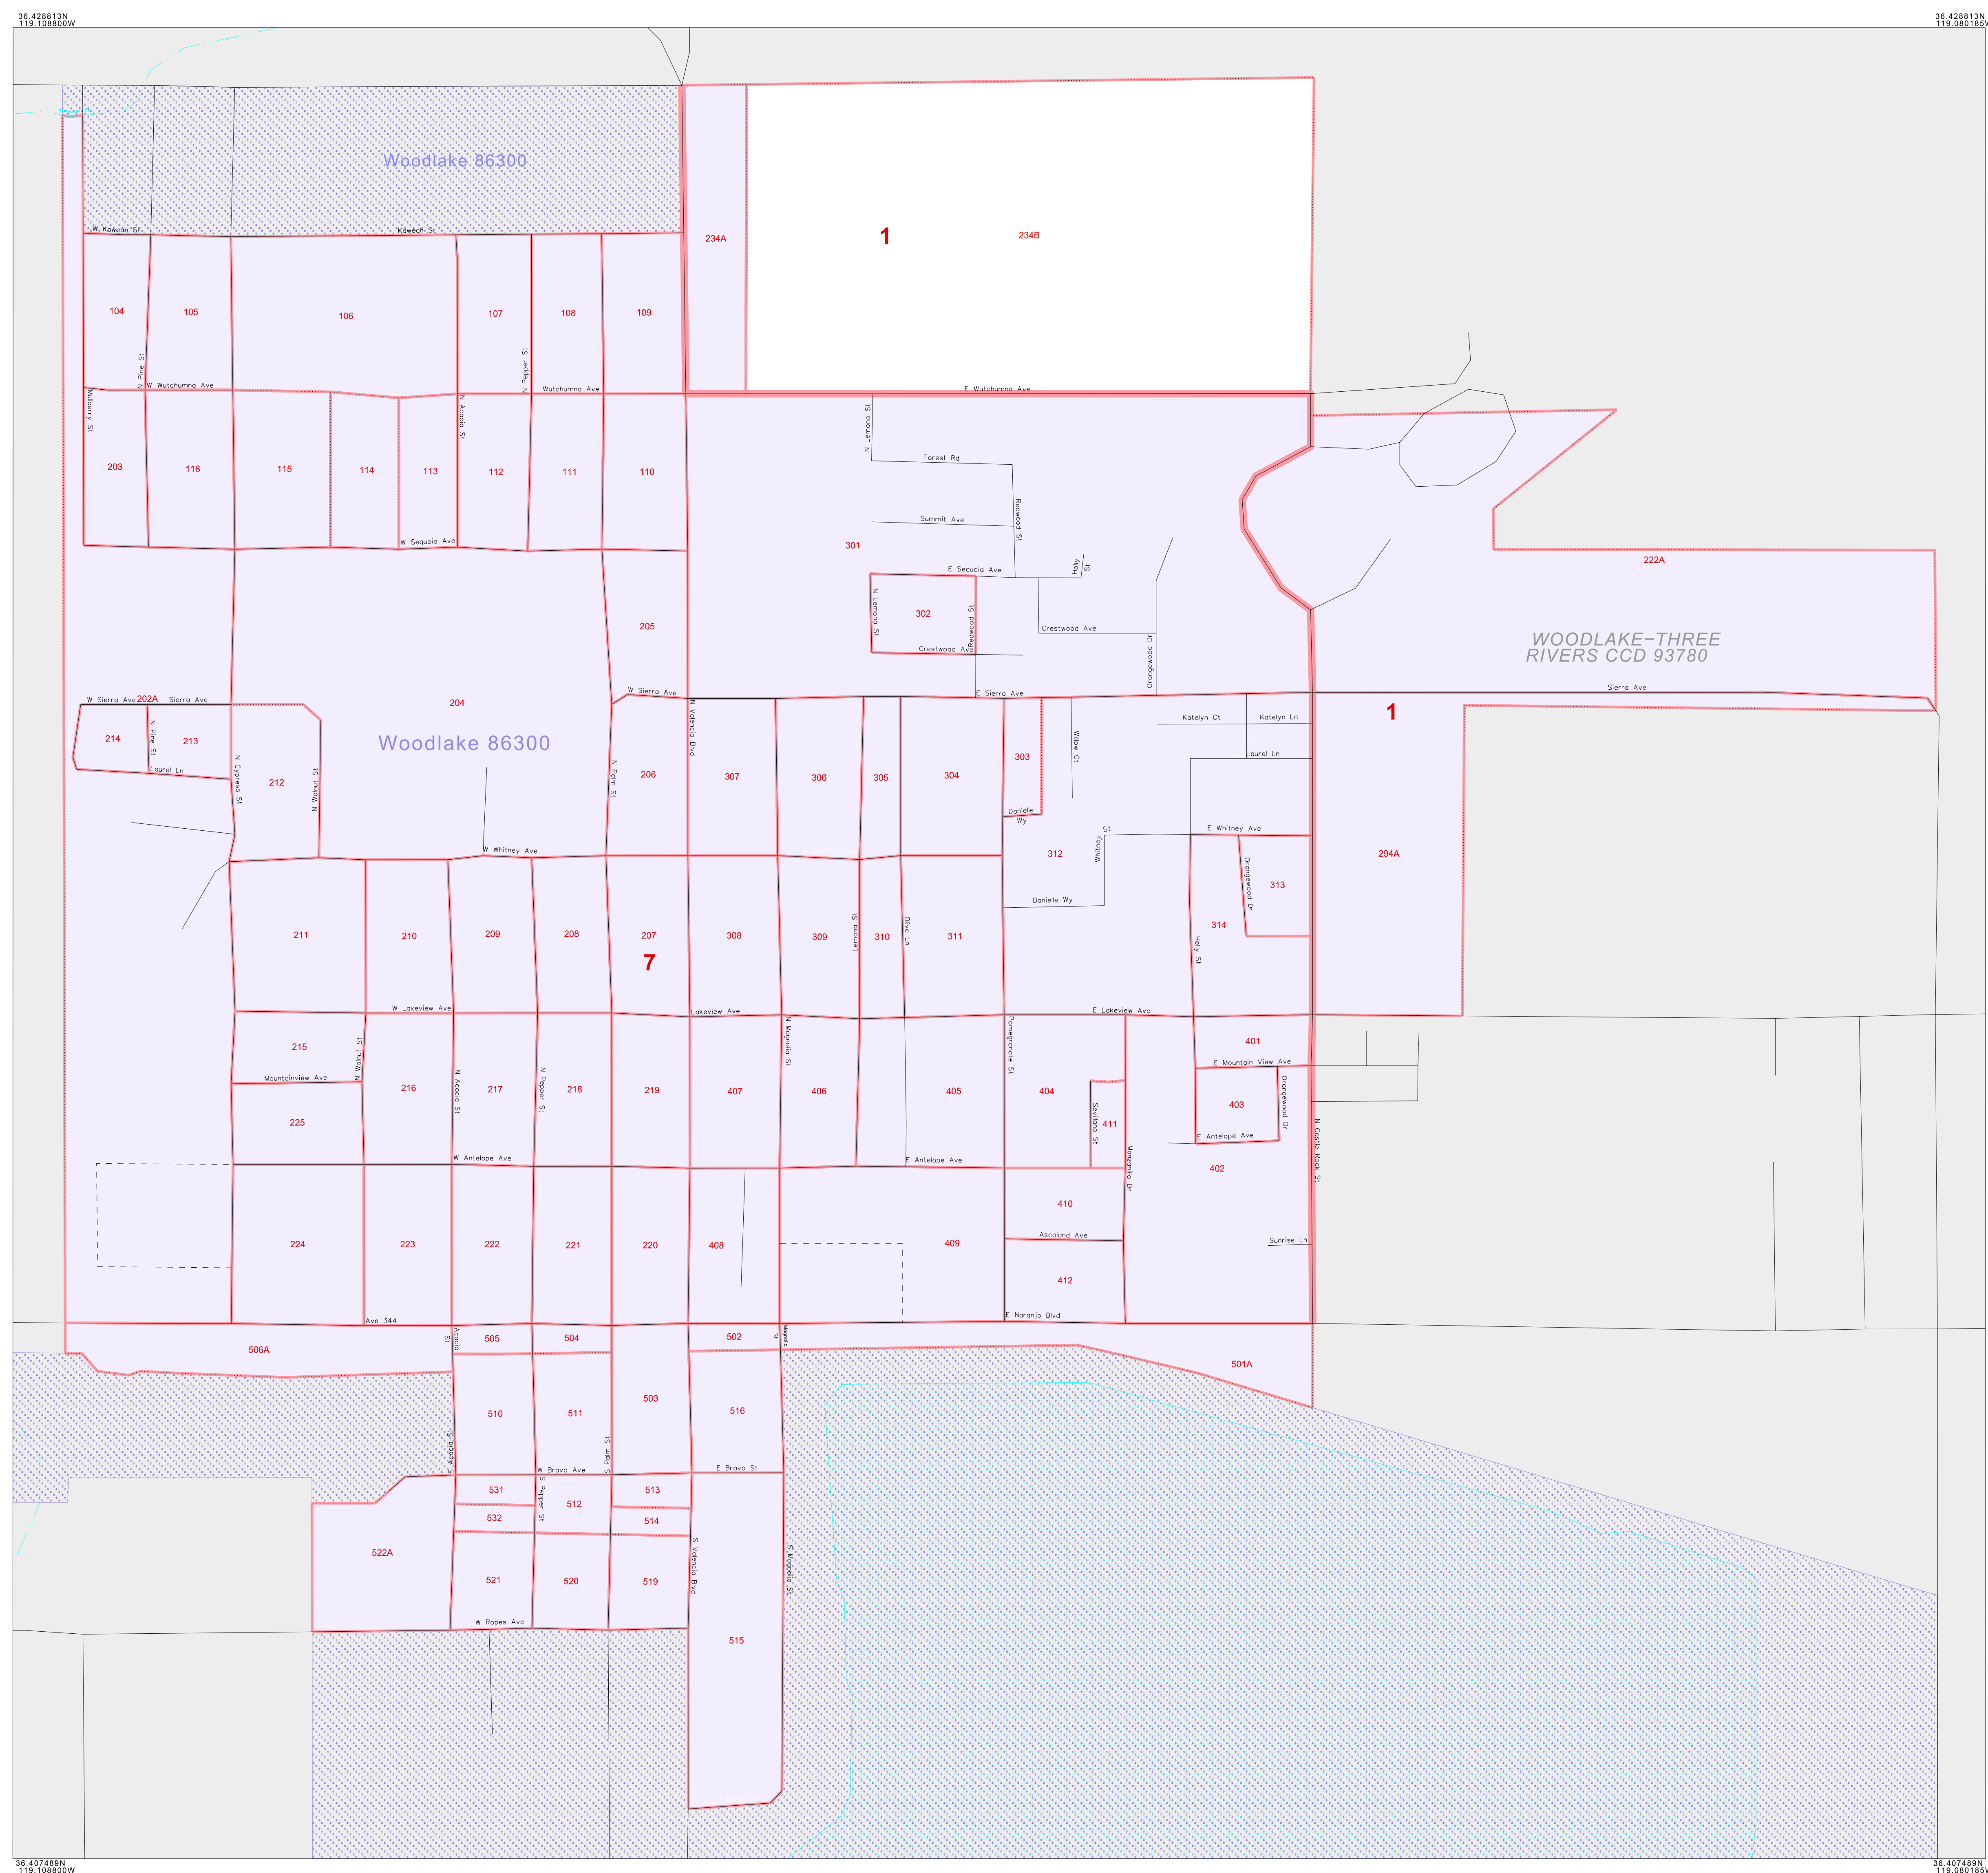 36.428813N
119.108800W
36.428813N
119.080185W
Woodlake 86300
234A
1
234B
W Kaweah St
Kaweah St
104
105
106
107
108
109
N Pine St
N Pepper St
W Wutchumna Ave
Wutchumna Ave
E Wutchumna Ave
Mulberry St
N Acacia St
N Lemona St
203
116
115
114
113
112
111
110
Forest Rd
Redwood St
Summit Ave
W Sequoia Ave
301
222A
E Sequoia Ave
Holly
St
N Lemona St
302
Redwood St
205
Crestwood Ave
Crestwood Ave
Orangewood Dr
WOODLAKE-THREE
RIVERS CCD 93780
W Sierra Ave
202A
Sierra Ave
204
W Sierra Ave
E Sierra Ave
Sierra Ave
N Valencia Blvd
1
214
N Pine St
213
Laurel Ln
Woodlake 86300
Katelyn Ct
Katelyn Ln
Willow Ct
Laurel Ln
N Cypress St
212
N Walnut St
N Palm St
206
307
306
305
304
303
Danielle
Wy
Whitney
St
E Whitney Ave
W Whitney Ave
312
294A
Orangewood Dr
313
Danielle Wy
211
210
209
208
207
7
308
309
Lemona St
310
Olive Ln
311
314
Holly St
W Lakeview Ave
Lakeview Ave
E Lakeview Ave
215
N Walnut St
N Magnolia St
Pomegranate St
401
E Mountain View Ave
Mountainview Ave
216
N Acacia St
217
N Pepper St
218
219
407
406
405
404
Sevillano St
411
403
Orangewood Dr
225
E Antelope Ave
N Castle Rock St
W Antelope Ave
E Antelope Ave
Manzanillo Dr
402
410
224
223
222
221
220
408
409
Ascoland Ave
Sunrise Ln
412
E Naranjo Blvd
Ave 344
506A
Acacia
St
505
504
502
Magnolia
St
501A
510
511
503
516
S Acacia St
S Palm St
W Bravo Ave
E Bravo St
531
S Pepper St
512
513
532
514
522A
521
520
519
S Valencia Blvd
S Magnolia St
W Ropes Ave
515
36.407489N
119.108800W
36.407489N
119.080185W